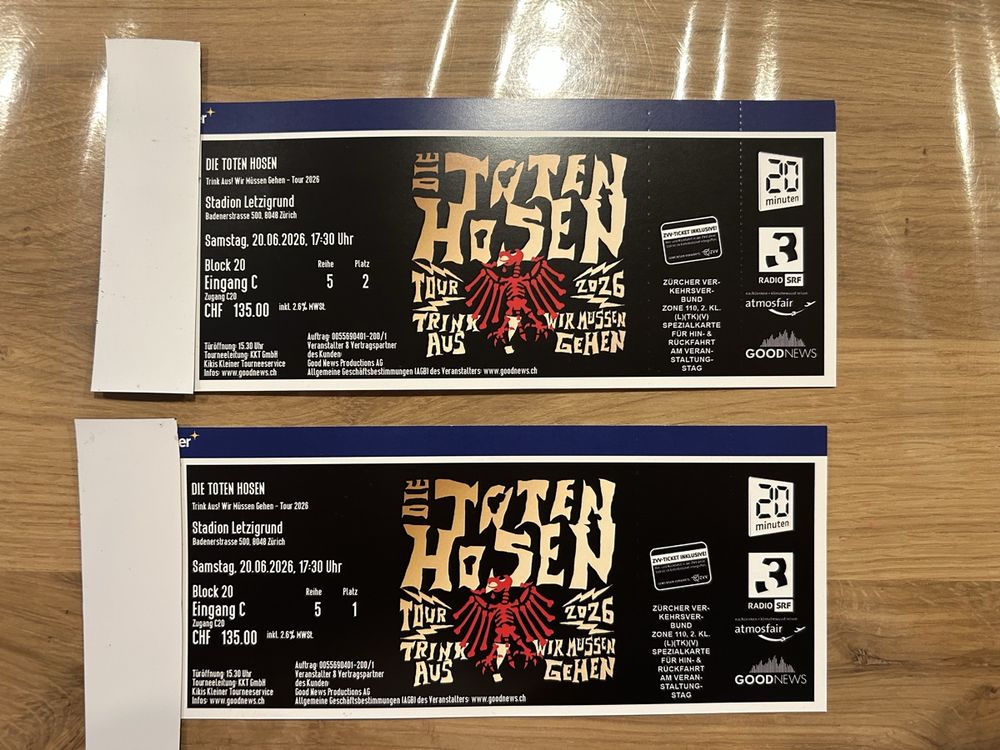 er
DIE TOTEN HOSEN
Trink Aus! Wir Müssen Gehen - Tour 2026
Stadion Letzigrund
Badenerstrasse 500, 8048 Zürich
Samstag, 20.06.2026, 17:30 Uhr
Block 20 Reihe Platz
Eingang C 5 2
Zugang C20
CHF 135.00 inkl. 2.6% MWSt.
Türöffnung: 15.30 Uhr
Tourneeleitung: KKT GmbH
Kikis Kleiner Tourneeservice
Infos: www.goodnews.ch
Auftrag: 0055690401-200/1
Veranstalter & Vertragspartner
des Kunden:
Good News Productions AG
Allgemeine Geschäftsbestimmungen (AGB) des Veranstalters: www.goodnews.ch
DIE TOTEN
HOSEN
TOUR 2026
TRINK WIR MÜSSEN
AUS! GEHEN
ZVV-TICKET INKLUSIVE!
ZVV
ZÜRCHER VER-
KEHRSVER-
BUND
ZONE 110, 2. KL.
(L)(TK)(V)
SPEZIALKARTE
FÜR HIN- &
RÜCKFAHRT
AM VERAN-
STALTUNG-
STAG
20
minuten
3
RADIO SRF
atmosfair
GOODNEWS
er
DIE TOTEN HOSEN
Trink Aus! Wir Müssen Gehen - Tour 2026
Stadion Letzigrund
Badenerstrasse 500, 8048 Zürich
Samstag, 20.06.2026, 17:30 Uhr
Block 20 Reihe Platz
Eingang C 5 1
Zugang C20
CHF 135.00 inkl. 2.6% MWSt.
Türöffnung: 15.30 Uhr
Tourneeleitung: KKT GmbH
Kikis Kleiner Tourneeservice
Infos: www.goodnews.ch
Auftrag: 0055690401-200/1
Veranstalter & Vertragspartner
des Kunden:
Good News Productions AG
Allgemeine Geschäftsbestimmungen (AGB) des Veranstalters: www.goodnews.ch
DIE TOTEN
HOSEN
TOUR 2026
TRINK WIR MÜSSEN
AUS! GEHEN
ZVV-TICKET INKLUSIVE!
ZVV
ZÜRCHER VER-
KEHRSVER-
BUND
ZONE 110, 2. KL.
(L)(TK)(V)
SPEZIALKARTE
FÜR HIN- &
RÜCKFAHRT
AM VERAN-
STALTUNG-
STAG
20
minuten
3
RADIO SRF
atmosfair
GOODNEWS